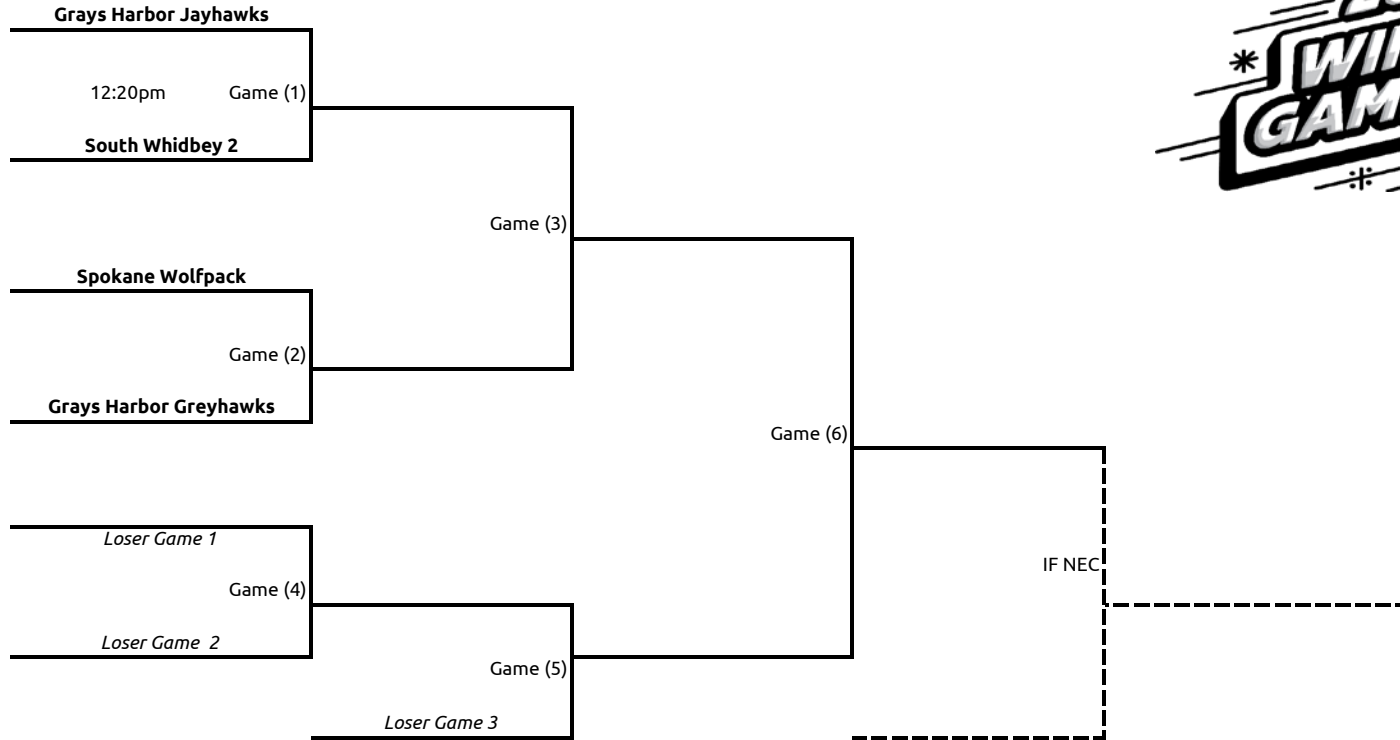 Grays Harbor Jayhawks
12:20pm Game (1)
South Whidbey 2
Game (3)
Spokane Wolfpack
Game (2)
Grays Harbor Greyhawks
Game (6)
Loser Game 1
IF NEC
Game (4)
Loser Game 2
Game (5)
Loser Game 3